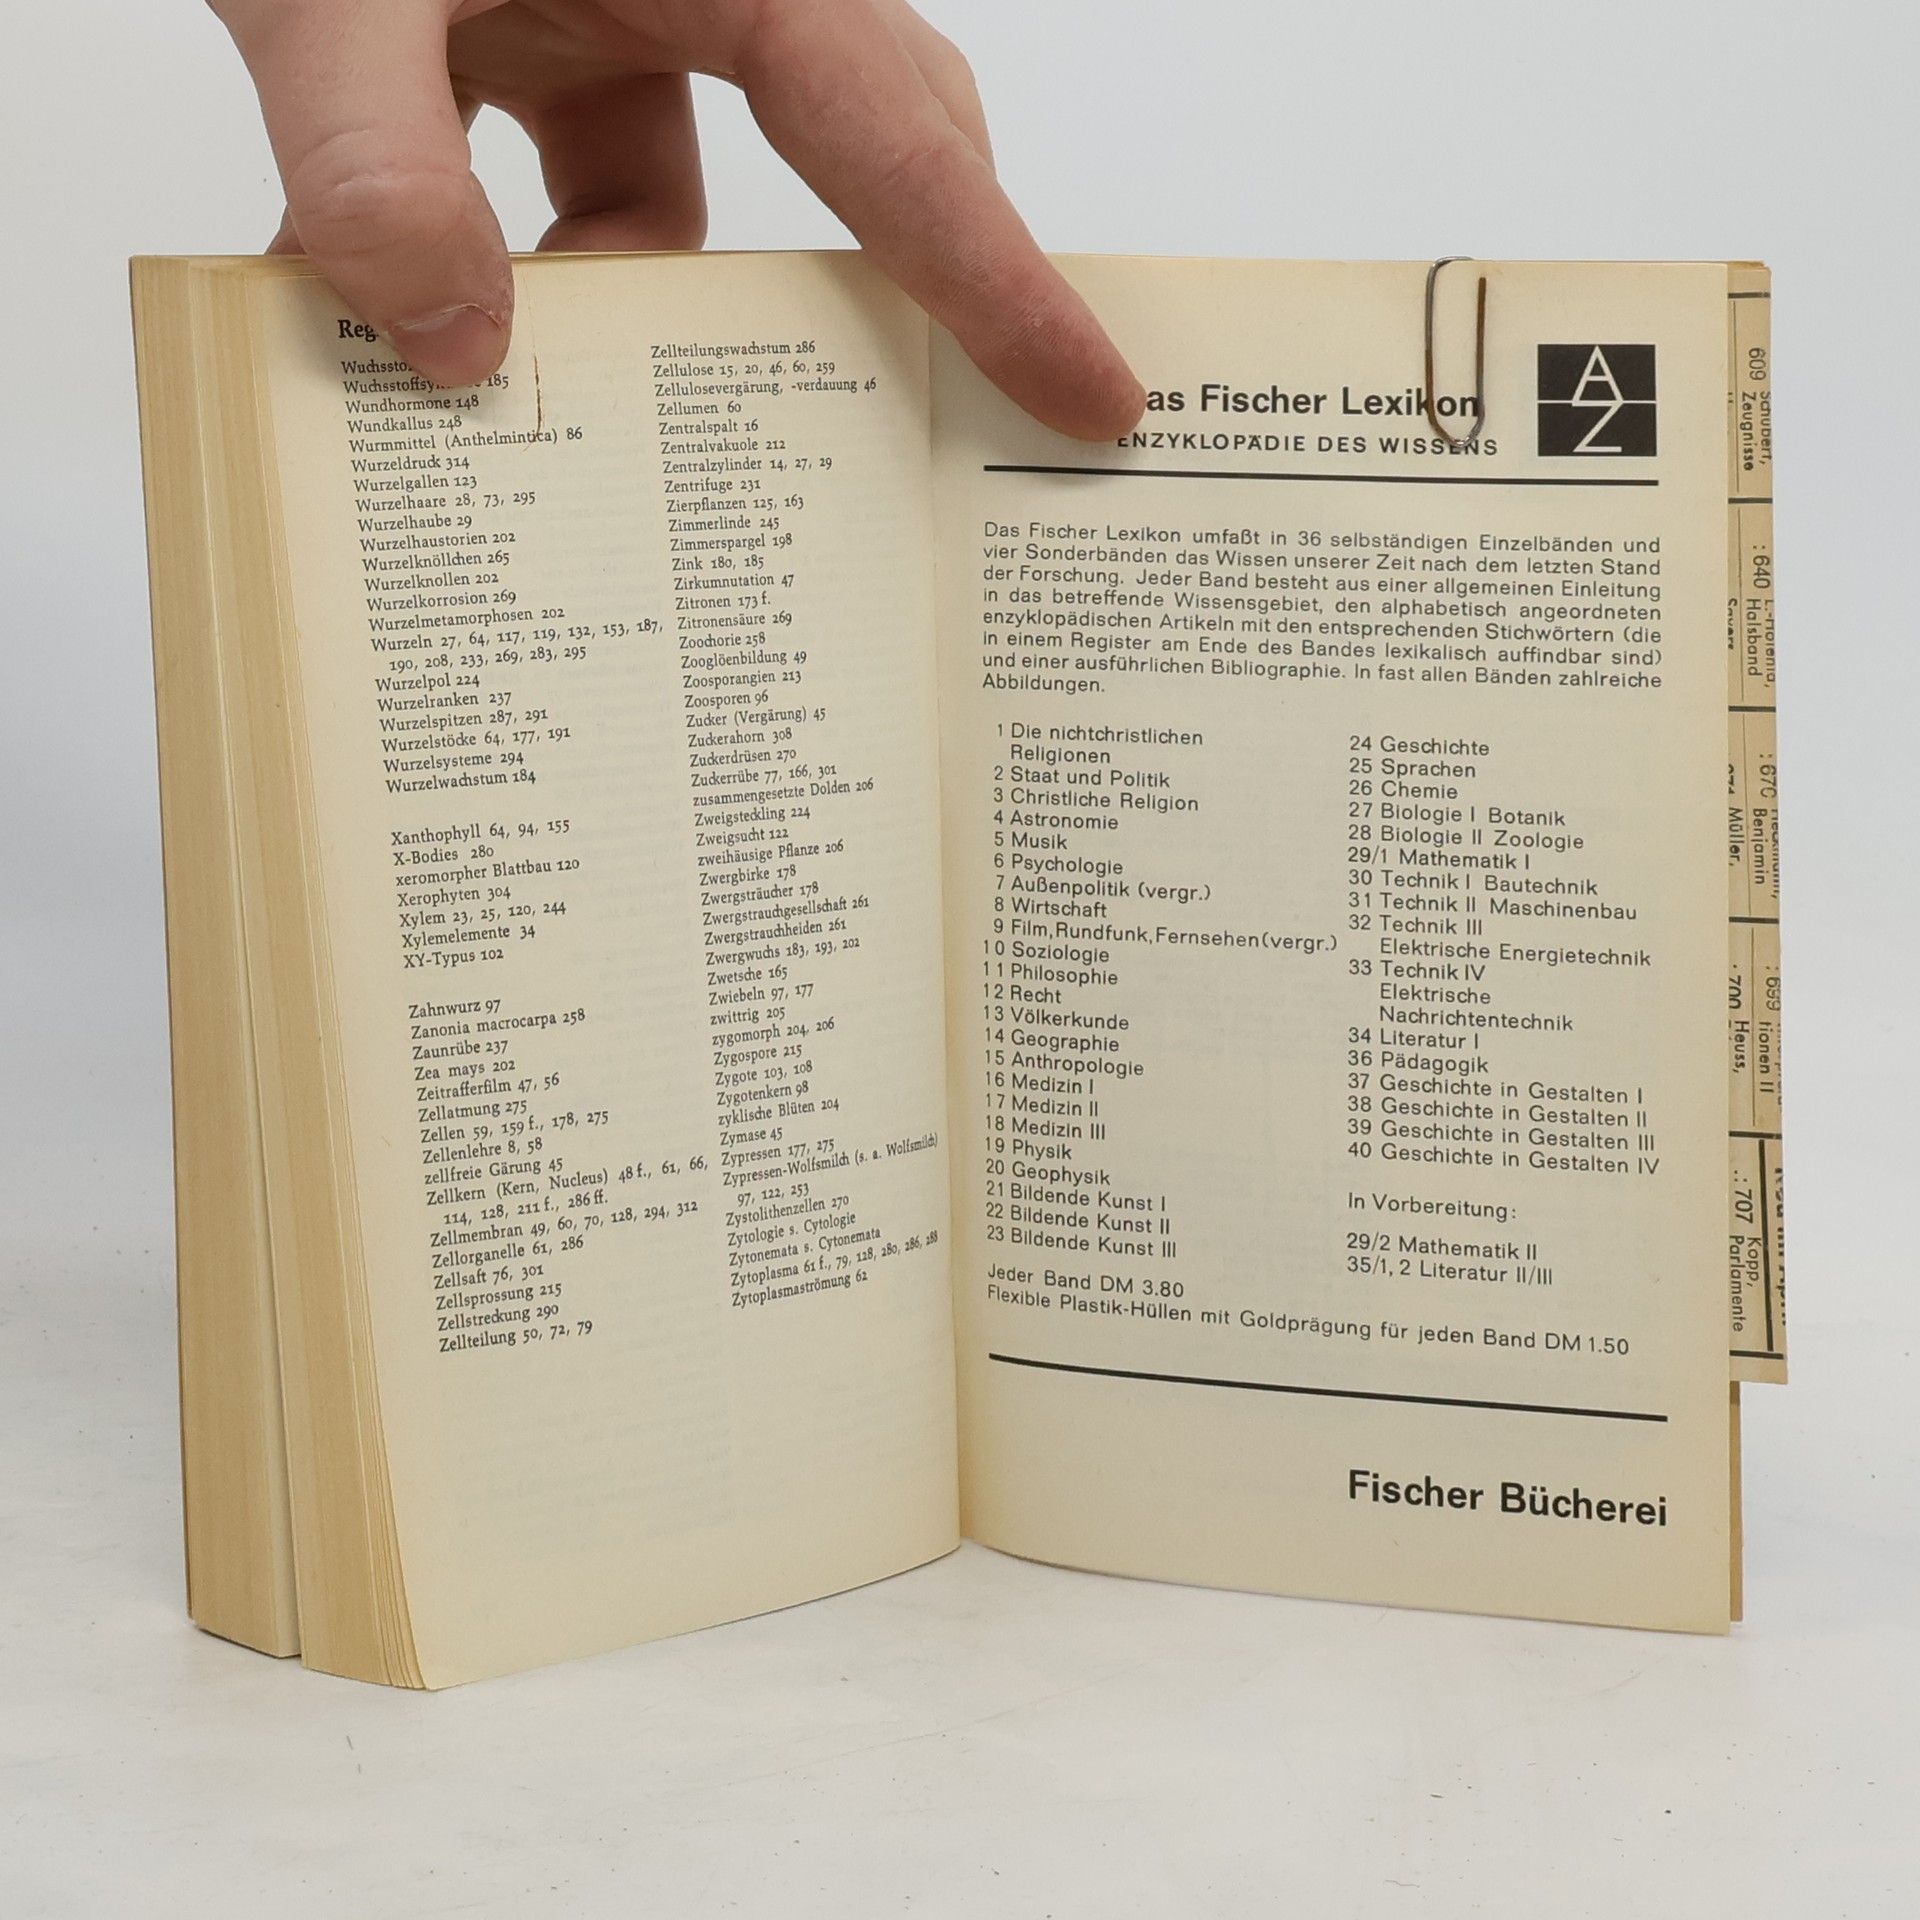 Wuchssto
Wuchsstoffsy 185
Wundhormone 148
Wundkallus 248
Wurmmittel (Anthelmintica) 86
Wurzeldruck 314
Wurzelgallen 123
Wurzelhaare 28, 73, 295
Wurzelhaube 29
Wurzelhaustorien 202
Wurzelknöllchen 265
Wurzelknollen 202
Wurzelkorrosion 269
Wurzelmetamorphosen 202
Wurzeln 27, 64, 117, 119, 132, 153, 187,
190, 208, 233, 269, 283, 295
Wurzelpol 224
Wurzelranken 237
Wurzelspitzen 287, 291
Wurzelstöcke 64, 177, 191
Wurzelsysteme 294
Wurzelwachstum 184
Xanthophyll 64, 94, 155
X-Bodies 280
xeromorpher Blattbau 120
Xerophyten 304
Xylem 23, 25, 120, 244
Xylemelemente 34
XY-Typus 102
Zahnwurz 97
Zanonia macrocarpa 258
Zaunrübe 237
Zea mays 202
Zeitrafferfilm 47, 56
Zellatmung 275
Zellen 59, 159 f., 178, 275
Zellenlehre 8, 58
zellfreie Gärung 45
Zellkern (Kern, Nucleus) 48 f., 61, 66,
114, 128, 211 f., 286 ff.
Zellmembran 49, 60, 70, 128, 294, 312
Zellorganelle 61, 286
Zellsaft 76, 301
Zellsprossung 215
Zellstreckung 290
Zellteilung 50, 72, 79
Zellteilungswachstum 286
Zellulose 15, 20, 46, 60, 259
Zellulosevergärung, -verdauung 46
Zellumen 60
Zentralspalt 16
Zentralvakuole 212
Zentralzylinder 14, 27, 29
Zentrifuge 231
Zierpflanzen 125, 163
Zimmerlinde 245
Zimmerspargel 198
Zink 180, 185
Zirkumnutation 47
Zitronen 173 f.
Zitronensäure 269
Zoochorie 258
Zooglöenbildung 49
Zoosporangien 213
Zoosporen 96
Zucker (Vergärung) 45
Zuckerahorn 308
Zuckerdrüsen 270
Zuckerrübe 77, 166, 301
zusammengesetzte Dolden 206
Zweigsteckling 224
Zweigsucht 122
zweihäusige Pflanze 206
Zwergbirke 178
Zwergsträucher 178
Zwergstrauchgesellschaft 261
Zwergstrauchheiden 261
Zwergwuchs 183, 193, 202
Zwetsche 165
Zwiebeln 97, 177
zwittrig 205
zygomorph 204, 206
Zygospore 215
Zygote 103, 108
Zygotenkern 98
zyklische Blüten 204
Zymase 45
Zypressen 177, 275
Zypressen-Wolfsmilch (s. a. Wolfsmilch)
97, 122, 253
Zystolithenzellen 270
Zytologie s. Cytologie
Zytonemata s. Cytonemata
Zytoplasma 61 f., 79, 128, 280, 286, 288
Zytoplasmaströmung 62
as Fischer Lexikon
ENZYKLOPÄDIE DES WISSENS
A
Z
Das Fischer Lexikon umfaßt in 36 selbständigen Einzelbänden und
vier Sonderbänden das Wissen unserer Zeit nach dem letzten Stand
der Forschung. Jeder Band besteht aus einer allgemeinen Einleitung
in das betreffende Wissensgebiet, den alphabetisch angeordneten
enzyklopädischen Artikeln mit den entsprechenden Stichwörtern (die
in einem Register am Ende des Bandes lexikalisch auffindbar sind)
und einer ausführlichen Bibliographie. In fast allen Bänden zahlreiche
Abbildungen.
1 Die nichtchristlichen
Religionen
2 Staat und Politik
3 Christliche Religion
4 Astronomie
5 Musik
6 Psychologie
7 Außenpolitik (vergr.)
8 Wirtschaft
9 Film, Rundfunk, Fernsehen (vergr.)
10 Soziologie
11 Philosophie
12 Recht
13 Völkerkunde
14 Geographie
15 Anthropologie
16 Medizin I
17 Medizin II
18 Medizin III
19 Physik
20 Geophysik
21 Bildende Kunst I
22 Bildende Kunst II
23 Bildende Kunst III
24 Geschichte
25 Sprachen
26 Chemie
27 Biologie I Botanik
28 Biologie II Zoologie
29/1 Mathematik I
30 Technik I Bautechnik
31 Technik II Maschinenbau
32 Technik III
Elektrische Energietechnik
33 Technik IV
Elektrische
Nachrichtentechnik
34 Literatur I
36 Pädagogik
37 Geschichte in Gestalten I
38 Geschichte in Gestalten II
39 Geschichte in Gestalten III
40 Geschichte in Gestalten IV
In Vorbereitung:
29/2 Mathematik II
35/1, 2 Literatur II/III
Jeder Band DM 3.80
Flexible Plastik-Hüllen mit Goldprägung für jeden Band DM 1.50
Fischer Bücherei
609 Schubert,
Zeugnisse
: 640
Halsband
: 670
Benjamin
Müller,
: 699
tionen II
. 700 Heuss,
.: 707 Kopp,
Parlamente